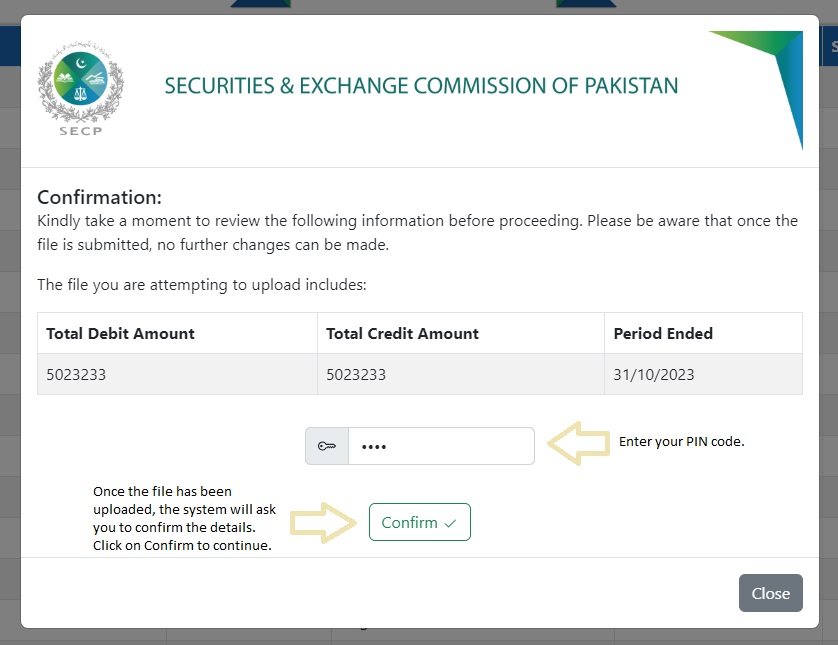 SECP
SECURITIES & EXCHANGE COMMISSION OF PAKISTAN
Confirmation:
Kindly take a moment to review the following information before proceeding. Please be aware that once the
file is submitted, no further changes can be made.
The file you are attempting to upload includes:
Total Debit Amount Total Credit Amount Period Ended
5023233 5023233 31/10/2023
••••
Enter your PIN code.
Once the file has been
uploaded, the system will ask
you to confirm the details.
Click on Confirm to continue.
Confirm ✓
Close